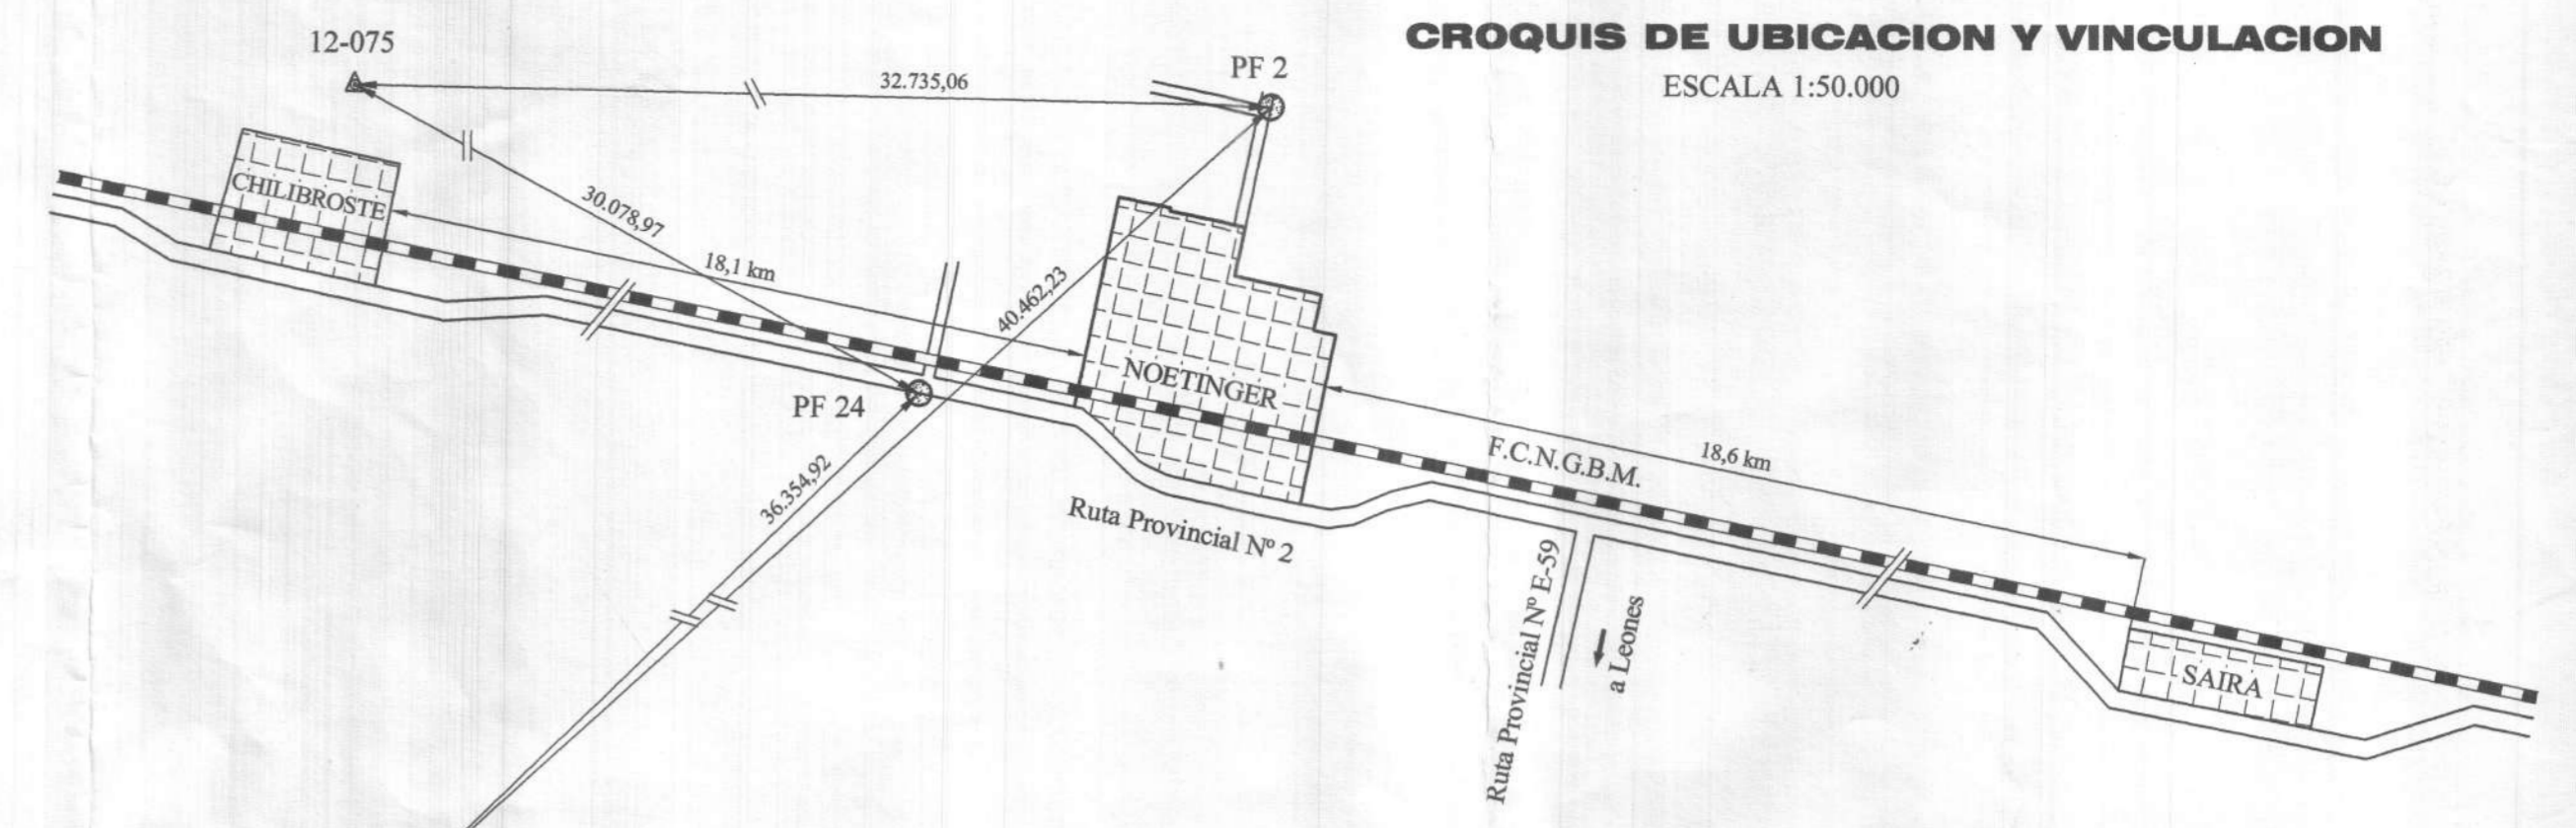 CROQUIS DE UBICACION Y VINCULACION
ESCALA 1:50.000
12-075
32.735,06
PF 2
CHILIBROSTE
30.078,97
18,1 km
40.462,23
NOETINGER
PF 24
36.354,92
F.C.N.G.B.M.
18,6 km
Ruta Provincial Nº 2
Ruta Provincial Nº E-59
a Leones
SAIRA